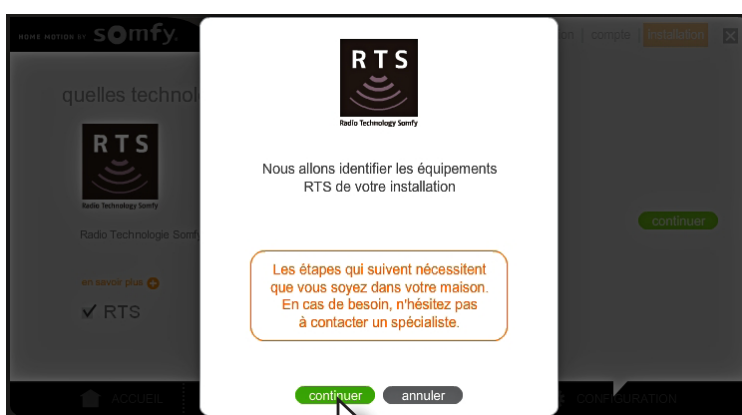 HOME MOTION BY somfy.
on | compte | installation
quelles technol
RTS
Radio Technology Somfy
Radio Technologie Somfy
en savoir plus
RTS
continuer
RTS
Radio Technology Somfy
Nous allons identifier les équipements
RTS de votre installation
Les étapes qui suivent nécessitent
que vous soyez dans votre maison.
En cas de besoin, n'hésitez pas
à contacter un spécialiste.
continuer
annuler
ACCUEIL
CONFIGURATION